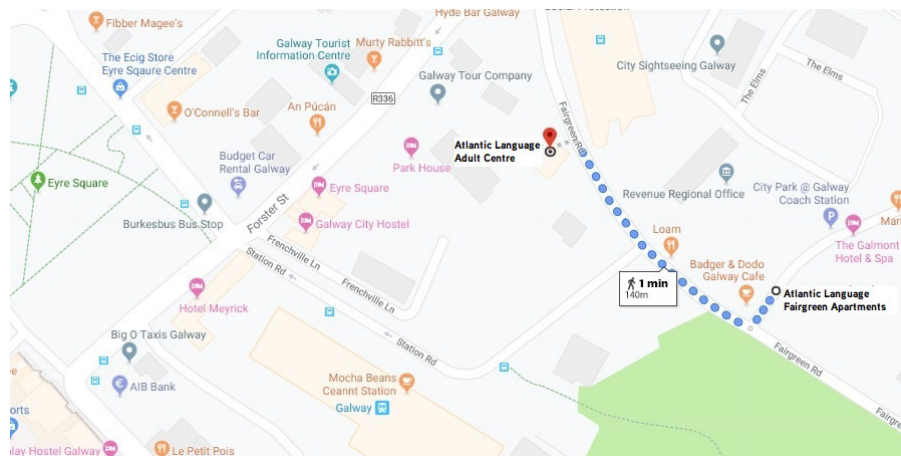 Fibber Magee's
Hyde Bar Galway
Galway Tourist
Information Centre
Murty Rabbitt's
The Ecig Store
Eyre Sqaure Centre
Galway Tour Company
City Sightseeing Galway
The Elms
The Elms
R336
O'Connell's Bar
An Púcán
Fairgreen Rd
Atlantic Language
Adult Centre
Park House
Budget Car
Rental Galway
Eyre Square
Eyre Square
Revenue Regional Office
City Park @ Galway
Coach Station
Burkesbus Bus Stop
Forster St
Galway City Hostel
Loam
The Galmont
Hotel & Spa
Frenchville Ln
Station Rd
Badger & Dodo
Galway Cafe
1 min
140m
Atlantic Language
Fairgreen Apartments
Hotel Meyrick
Frenchville Ln
Big O Taxis Galway
Station Rd
Fairgreen Rd
AIB Bank
Mocha Beans
Ceannt Station
Galway
Le Petit Pois